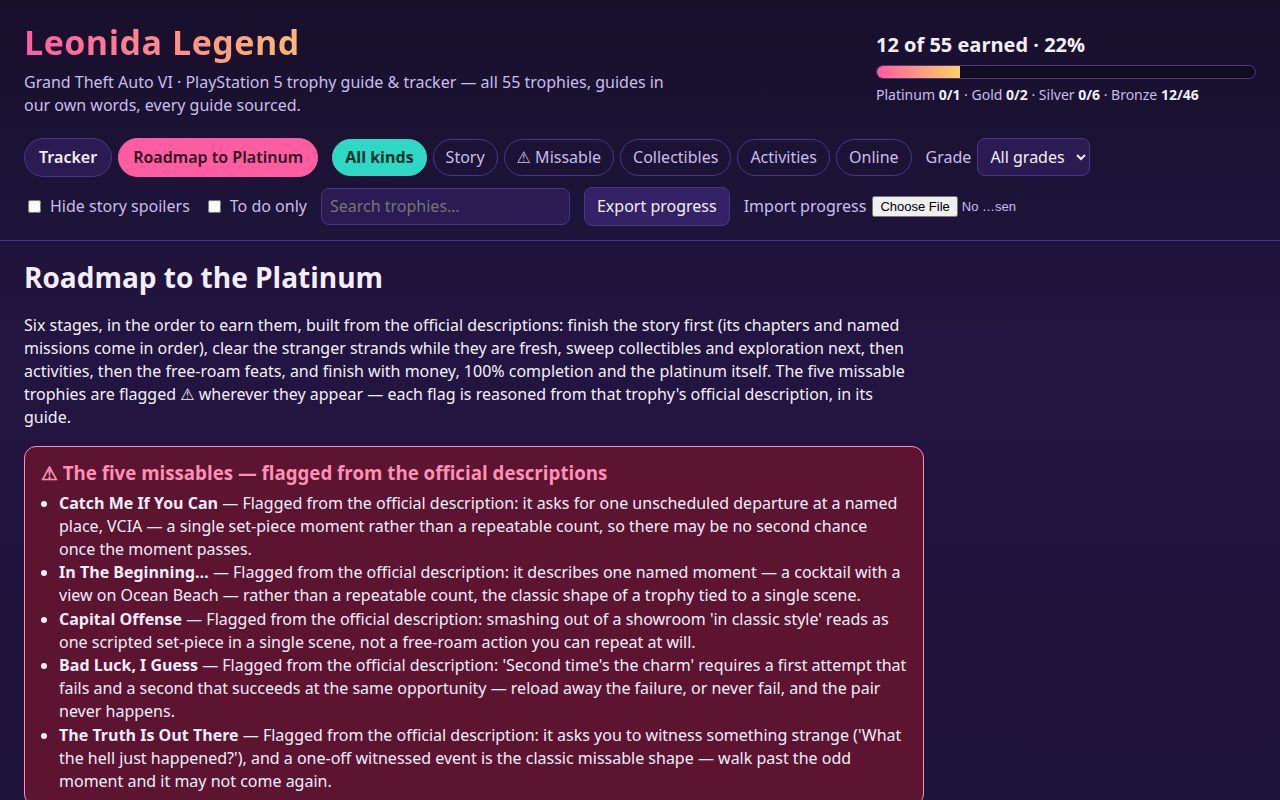 Leonida Legend
Grand Theft Auto VI · PlayStation 5 trophy guide & tracker — all 55 trophies, guides in
our own words, every guide sourced.
12 of 55 earned · 22%
Platinum 0/1 · Gold 0/2 · Silver 0/6 · Bronze 12/46
Tracker Roadmap to Platinum All kinds Story ⚠ Missable Collectibles Activities Online Grade All grades
Hide story spoilers To do only Search trophies... Export progress Import progress Choose File No ...sen
Roadmap to the Platinum
Six stages, in the order to earn them, built from the official descriptions: finish the story first (its chapters and named
missions come in order), clear the stranger strands while they are fresh, sweep collectibles and exploration next, then
activities, then the free-roam feats, and finish with money, 100% completion and the platinum itself. The five missable
trophies are flagged ⚠ wherever they appear — each flag is reasoned from that trophy's official description, in its
guide.
⚠ The five missables — flagged from the official descriptions
• Catch Me If You Can — Flagged from the official description: it asks for one unscheduled departure at a named
place, VCIA — a single set-piece moment rather than a repeatable count, so there may be no second chance
once the moment passes.
• In The Beginning... — Flagged from the official description: it describes one named moment — a cocktail with a
view on Ocean Beach — rather than a repeatable count, the classic shape of a trophy tied to a single scene.
• Capital Offense — Flagged from the official description: smashing out of a showroom 'in classic style' reads as
one scripted set-piece in a single scene, not a free-roam action you can repeat at will.
• Bad Luck, I Guess — Flagged from the official description: 'Second time's the charm' requires a first attempt that
fails and a second that succeeds at the same opportunity — reload away the failure, or never fail, and the pair
never happens.
• The Truth Is Out There — Flagged from the official description: it asks you to witness something strange ('What
the hell just happened?'), and a one-off witnessed event is the classic missable shape — walk past the odd
moment and it may not come again.